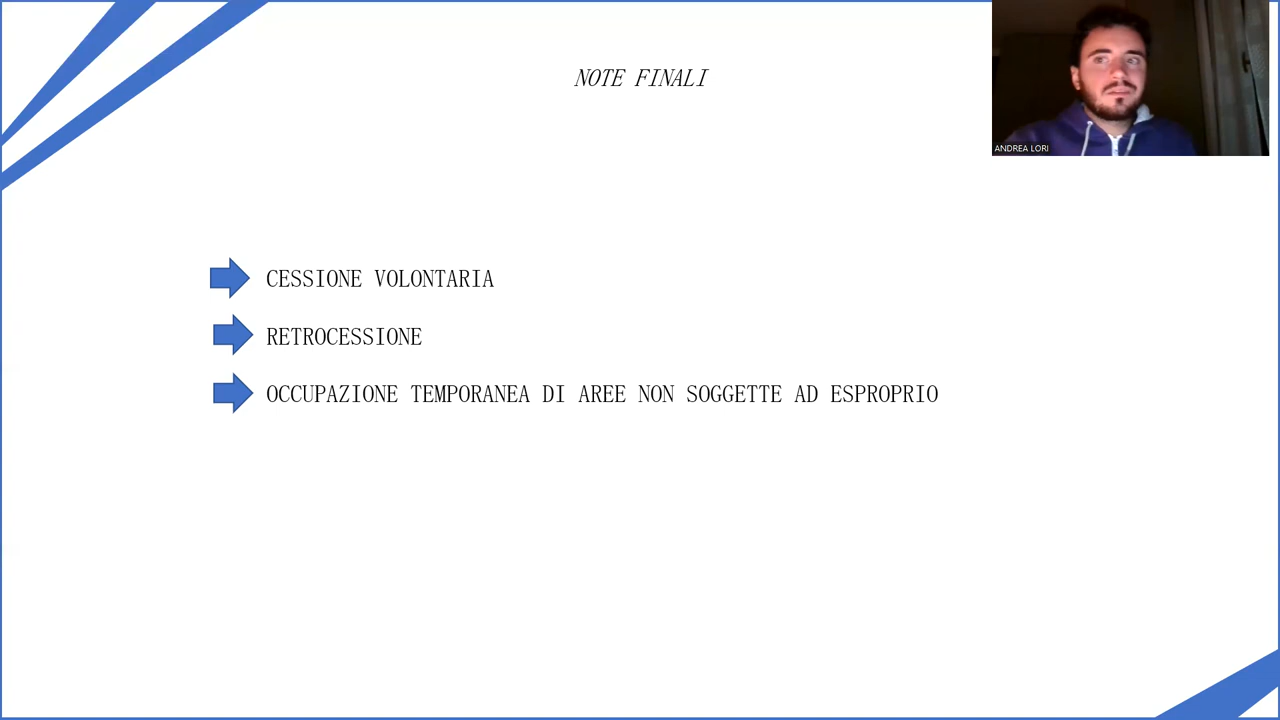 NOTE FINALI
ANDREA LORI
CESSIONE VOLONTARIA
RETROCESSIONE
OCCUPAZIONE TEMPORANEA DI AREE NON SOGGETTE AD ESPROPRIO